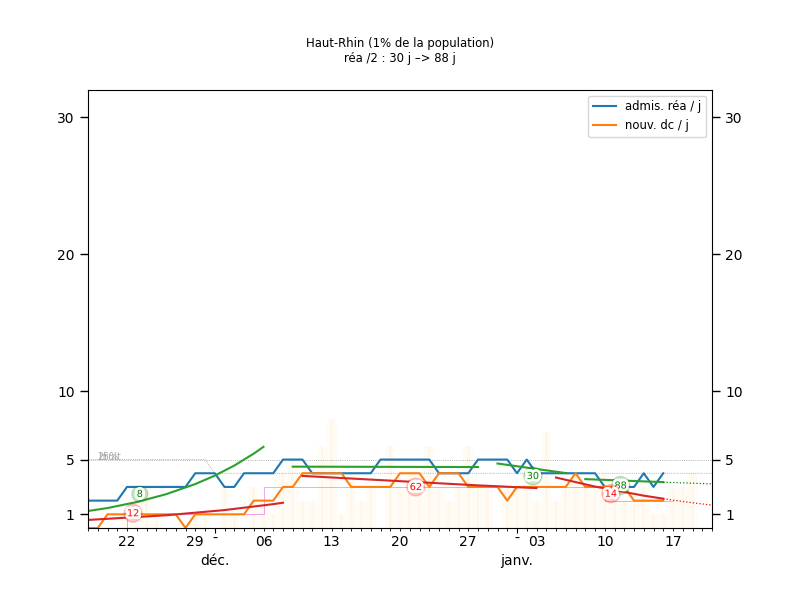 Haut-Rhin (1% de la population)
réa /2 : 30 j –> 88 j
admis. réa / j
nouv. dc / j
30 30
20 20
10 10
5 5
1 1
8
12
62
30
88
14
22 29 - 06 13 20 27 - 03 10 17
déc. janv.